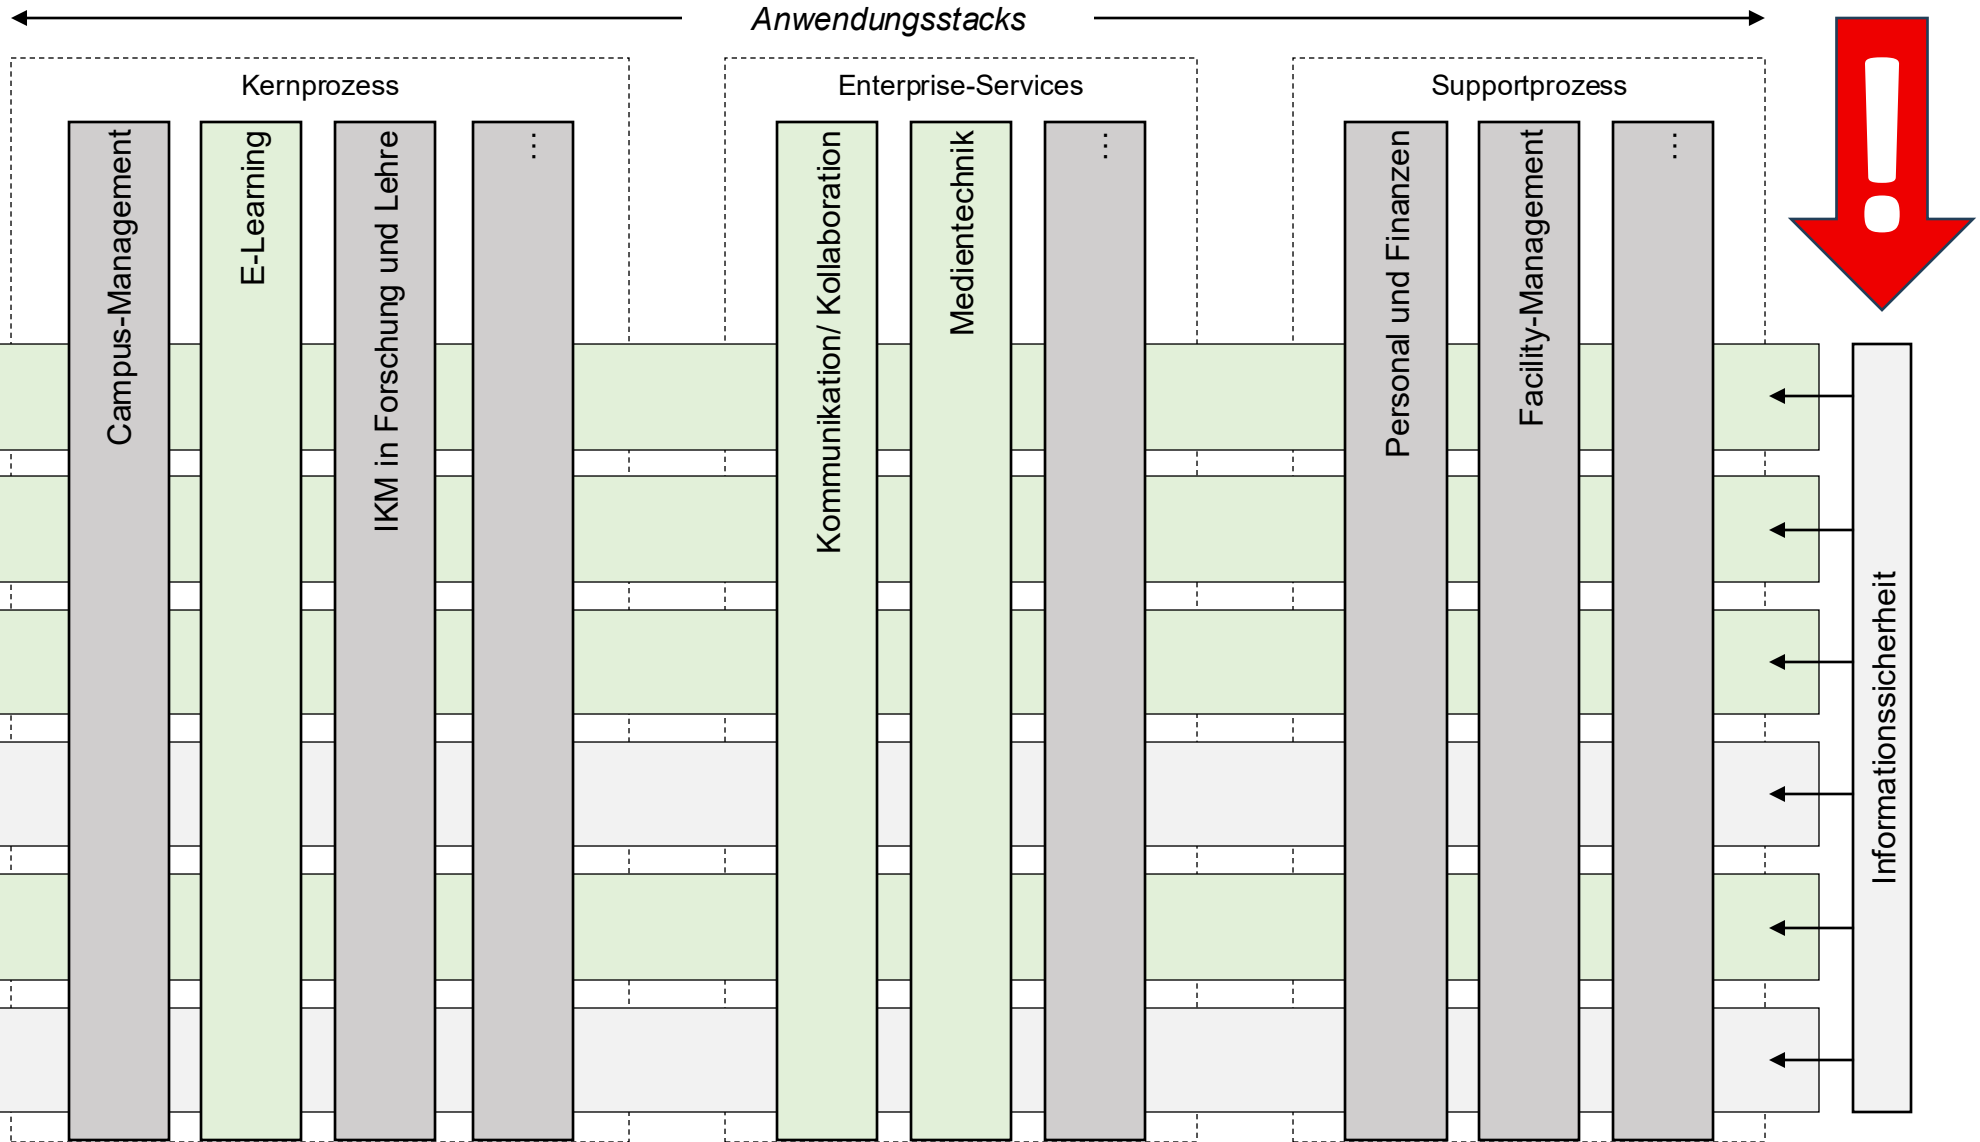 Anwendungsstacks
Kernprozess
Enterprise-Services
Supportprozess
Campus-Management
E-Learning
IKM in Forschung und Lehre
...
Kommunikation/ Kollaboration
Medientechnik
...
Personal und Finanzen
Facility-Management
...
!
Informationssicherheit